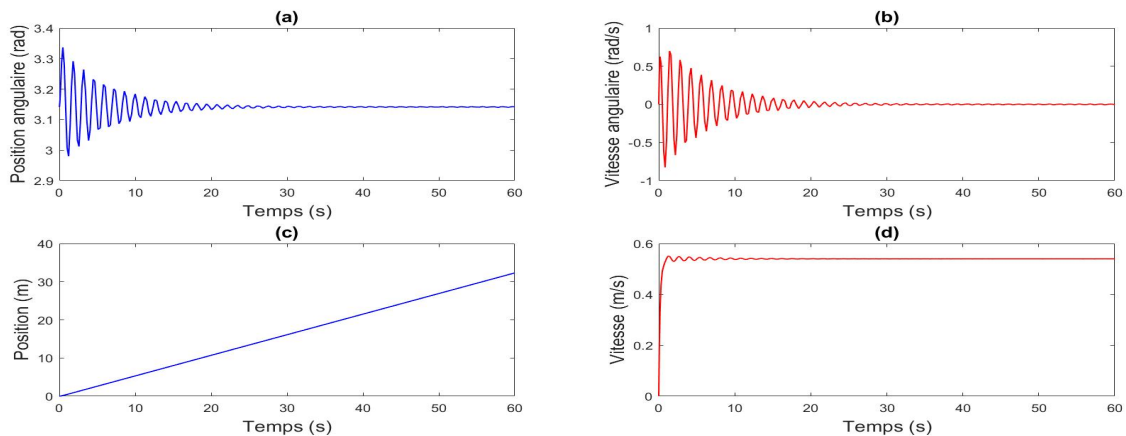 (a)
Position angulaire (rad)
3.4
3.3
3.2
3.1
3
2.9
0 10 20 30 40 50 60
Temps (s)
(b)
Vitesse angulaire (rad/s)
1
0.5
0
-0.5
-1
0 10 20 30 40 50 60
Temps (s)
(c)
Position (m)
40
30
20
10
0
0 10 20 30 40 50 60
Temps (s)
(d)
Vitesse (m/s)
0.6
0.4
0.2
0
0 10 20 30 40 50 60
Temps (s)